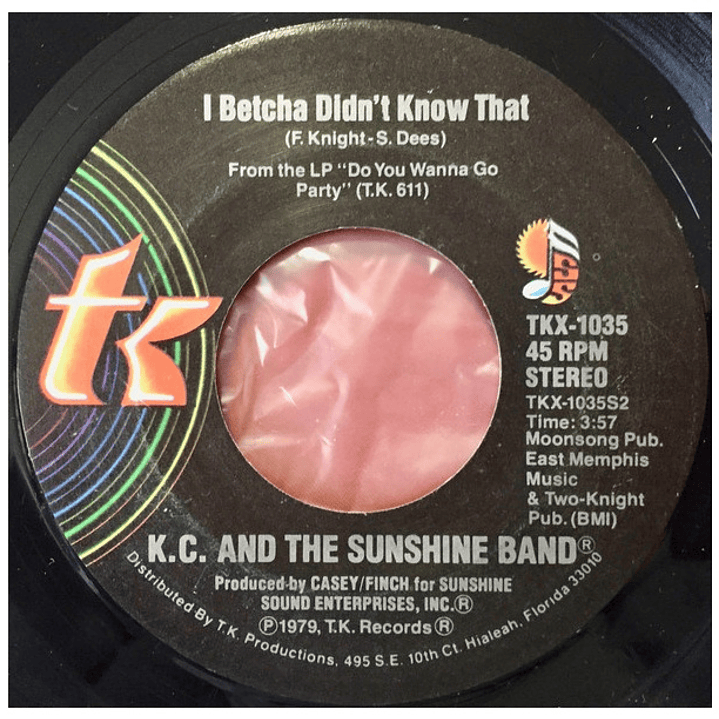 I Betcha Didn't Know That
(F. Knight-S. Dees)
From the LP "Do You Wanna Go
Party" (T.K. 611)
tk
TKX-1035
45 RPM
STEREO
TKX-1035S2
Time: 3:57
Moonsong Pub.
East Memphis
Music
& Two-Knight
Pub. (BMI)
K.C. AND THE SUNSHINE BAND®
Produced by CASEY/FINCH for SUNSHINE
SOUND ENTERPRISES, INC.®
Ⓟ1979, T.K. Records®
Distributed By T.K. Productions, 495 S.E. 10th Ct. Hialeah, Florida 33010